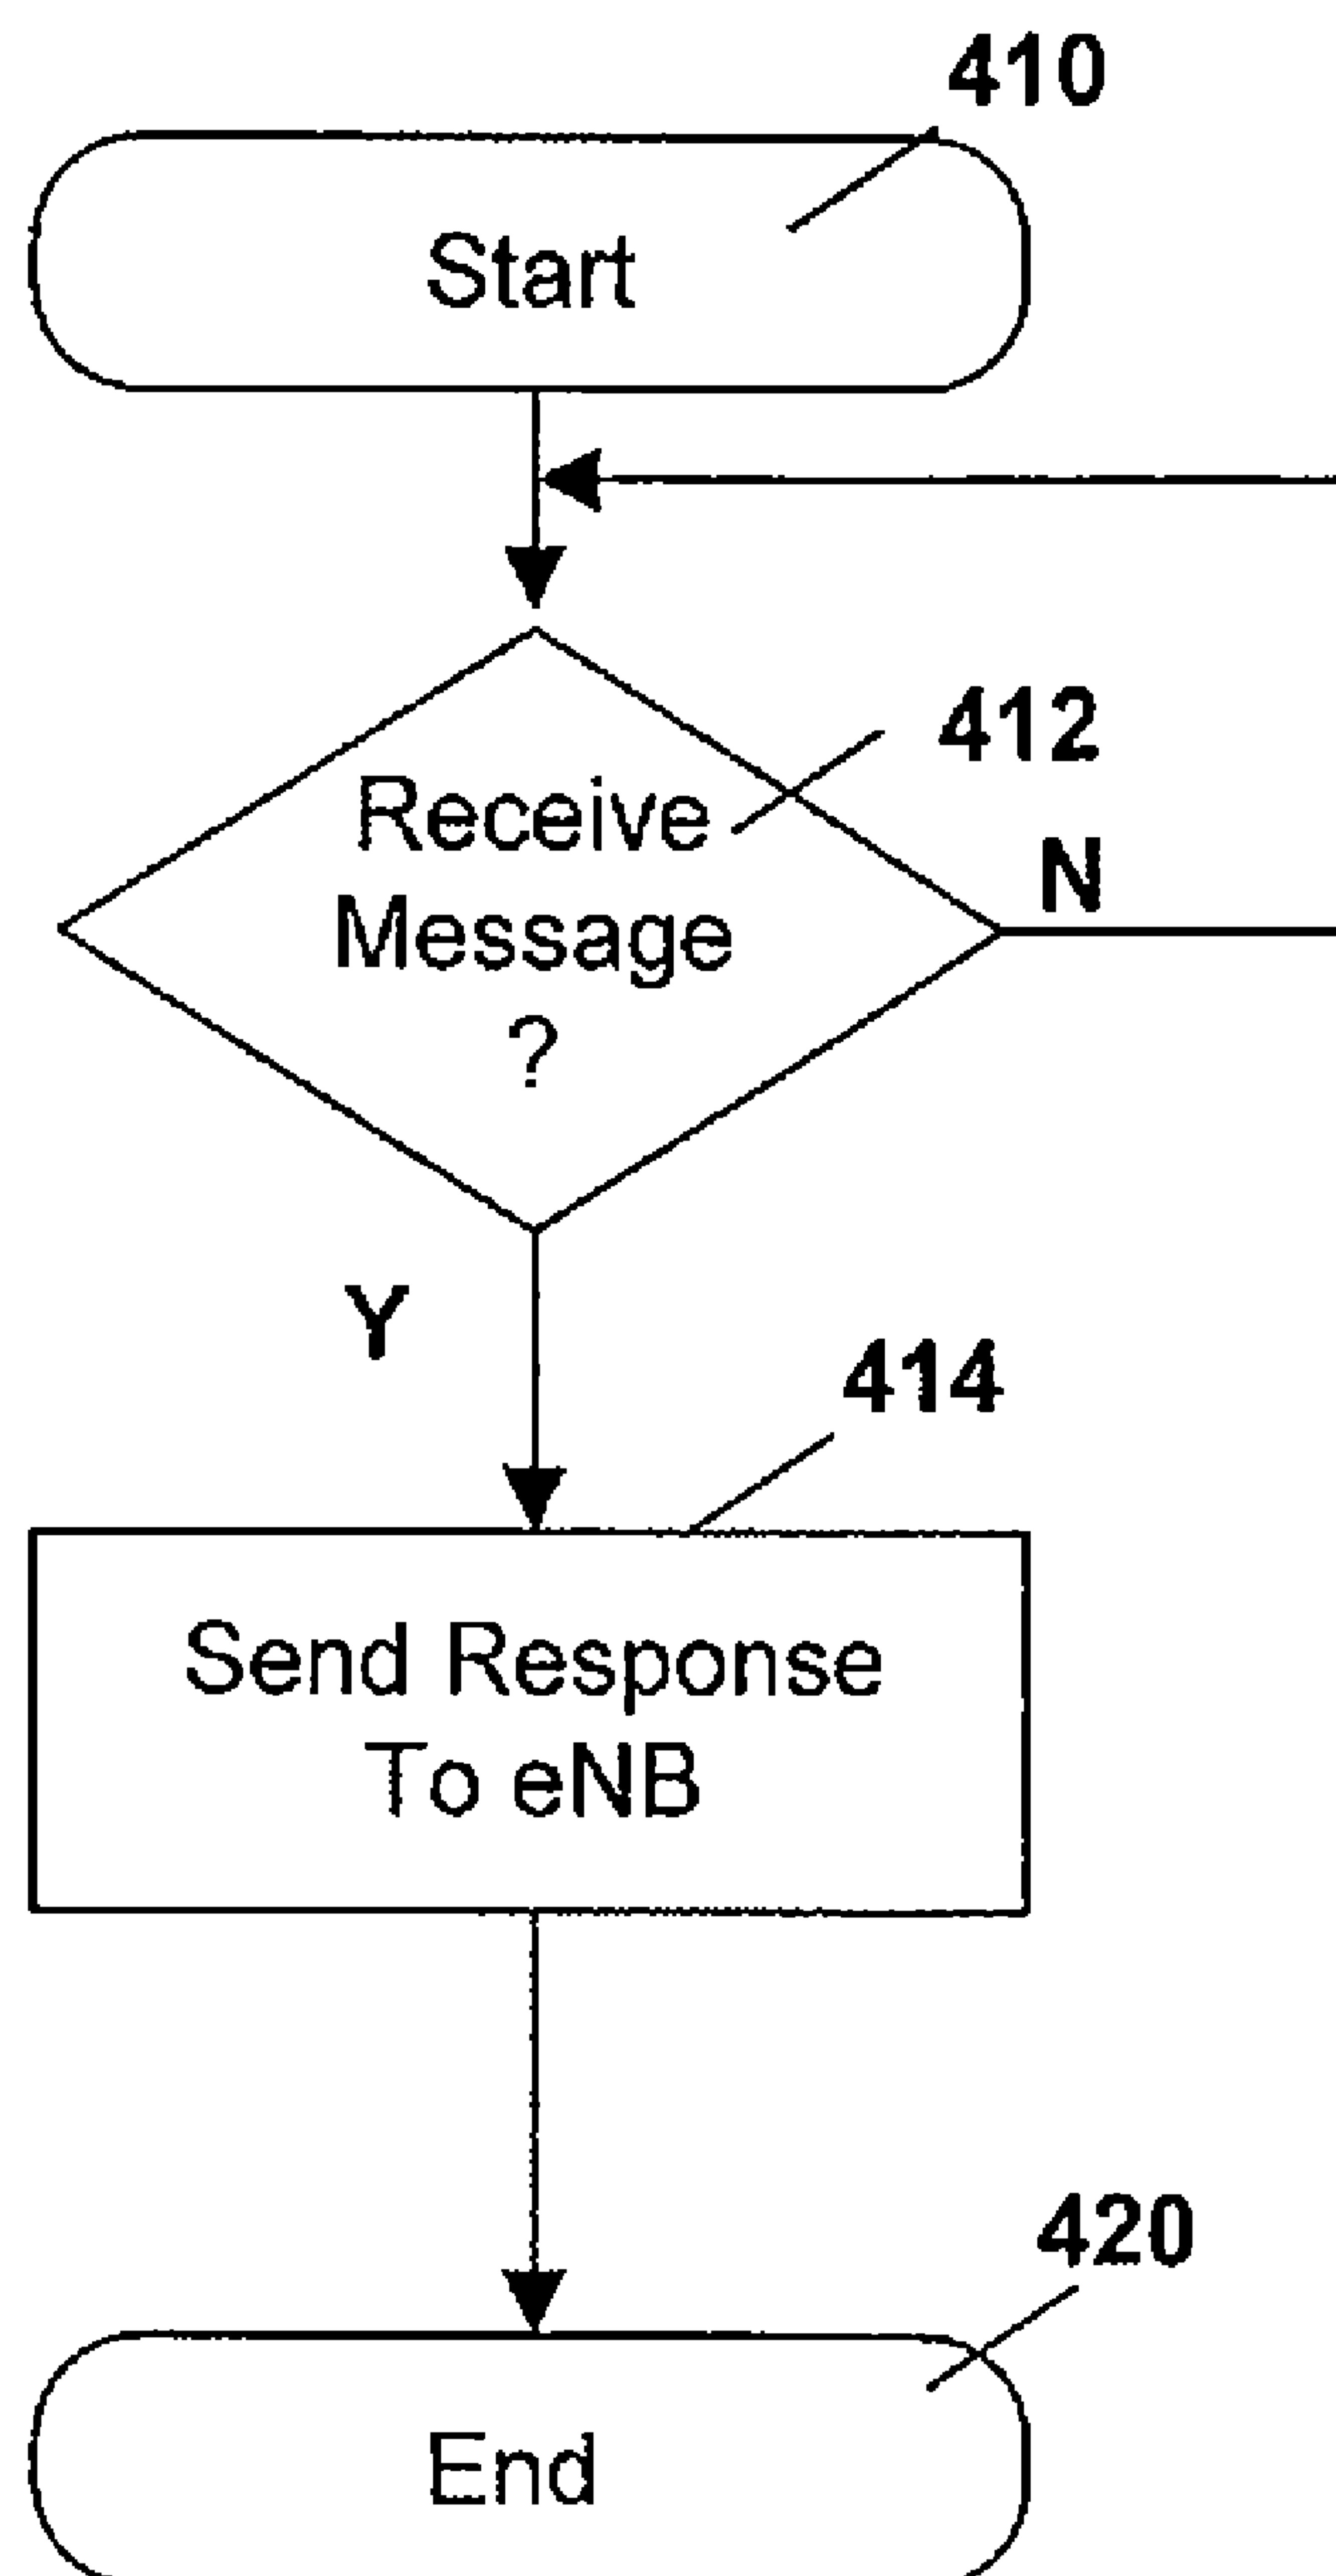 410
Start
412
Receive
Message
?
N
Y
414
Send Response
To eNB
420
End